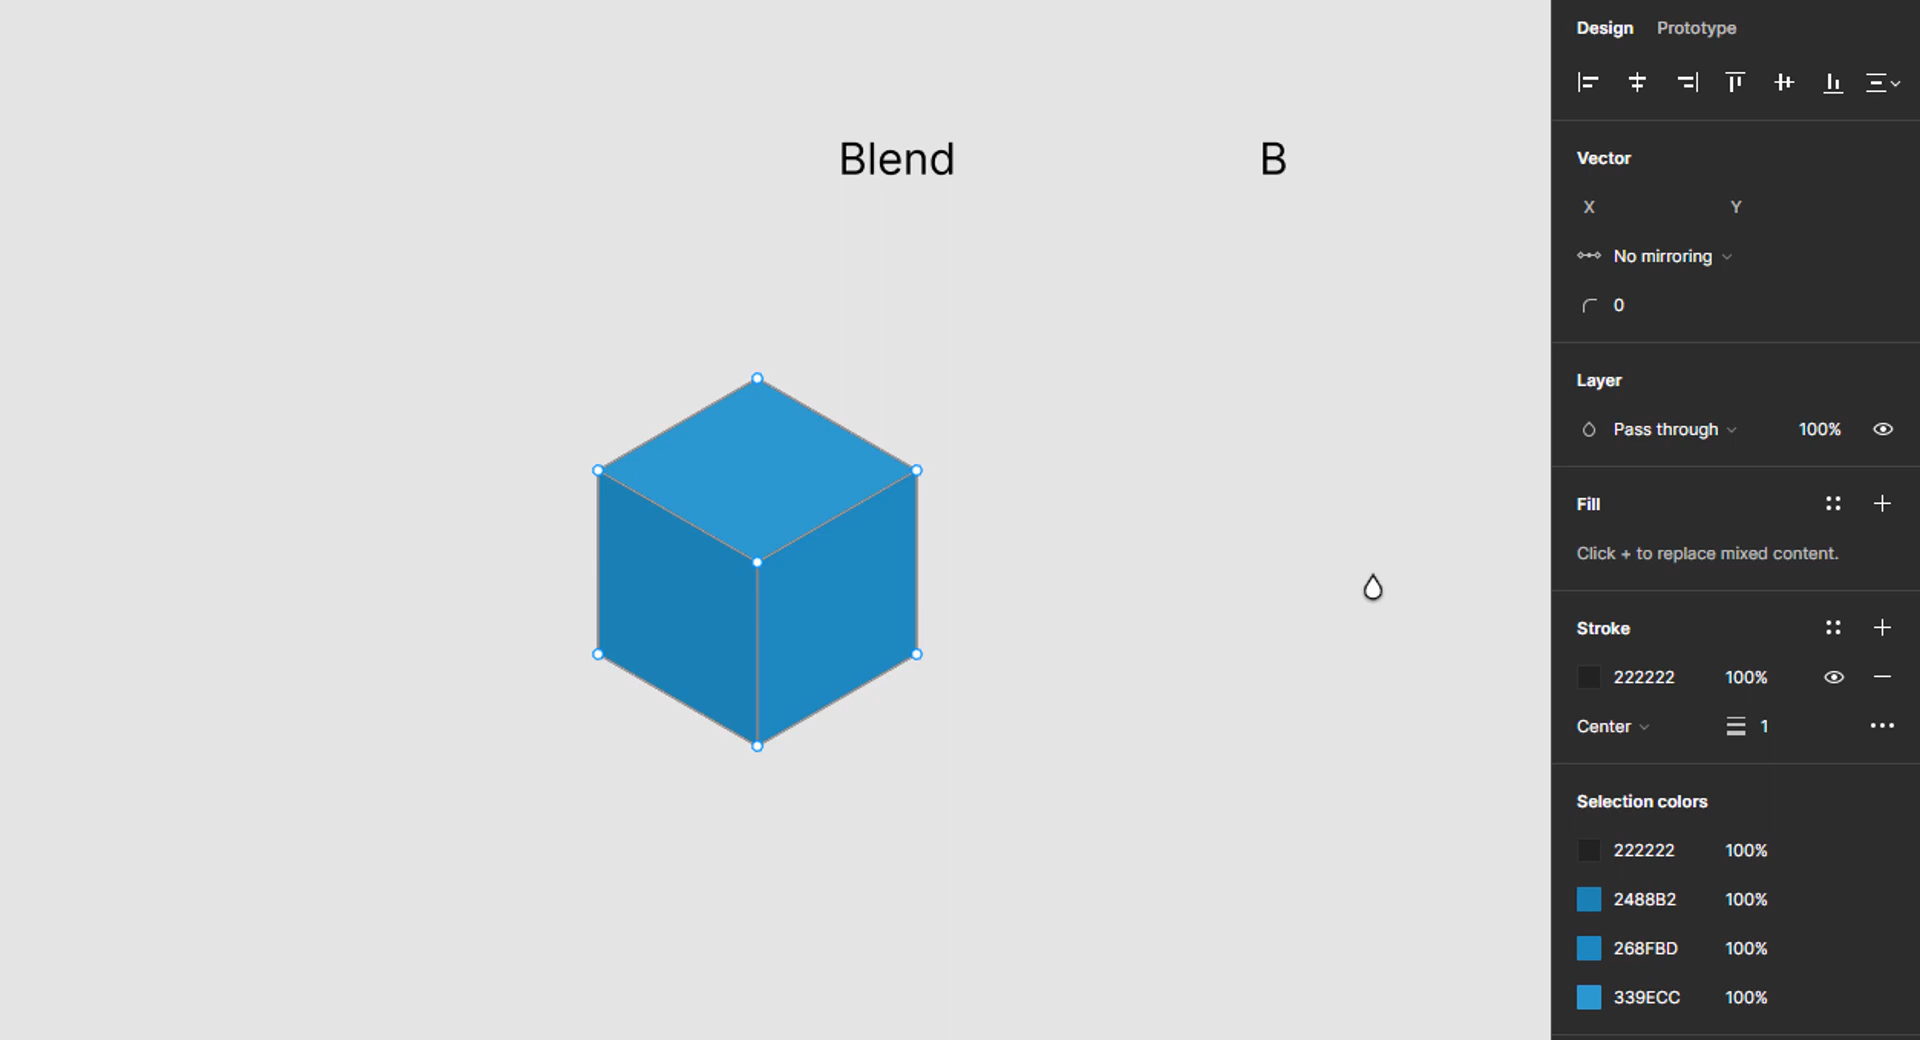 Blend B
Design Prototype
Vector
X Y
No mirroring
0
Layer
Pass through 100%
Fill
Click + to replace mixed content.
Stroke
222222 100%
Center 1
Selection colors
222222 100%
2488B2 100%
268FBD 100%
339ECC 100%